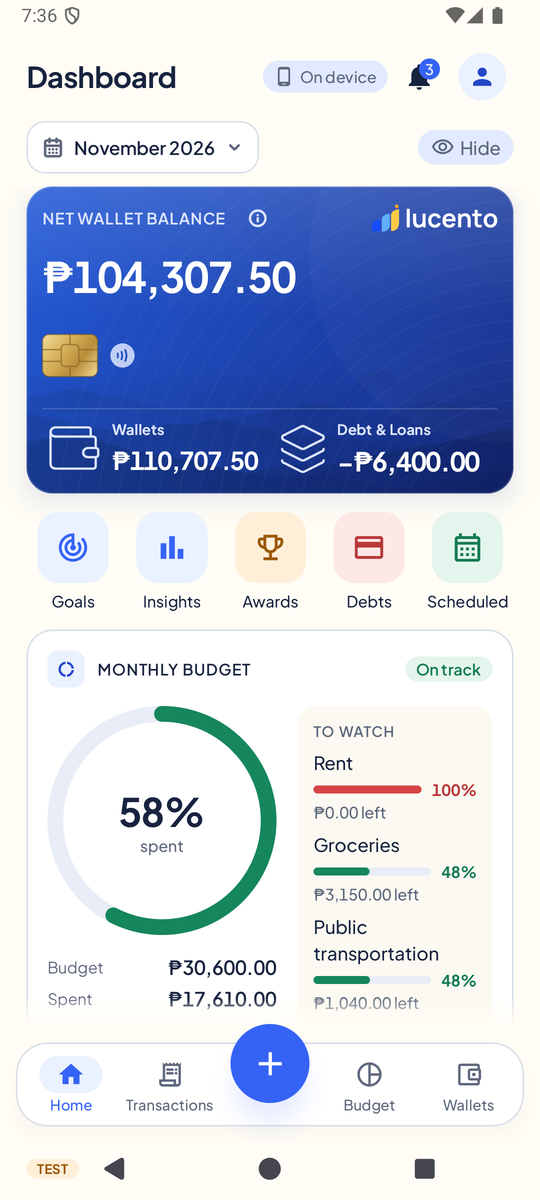 7:36
Dashboard
On device
3
November 2026
Hide
NET WALLET BALANCE
lucento
₱104,307.50
Wallets
₱110,707.50
Debt & Loans
−₱6,400.00
Goals
Insights
Awards
Debts
Scheduled
MONTHLY BUDGET
On track
58%
spent
Budget
₱30,600.00
Spent
₱17,610.00
TO WATCH
Rent
100%
₱0.00 left
Groceries
48%
₱3,150.00 left
Public
transportation
48%
₱1,040.00 left
Home
Transactions
Budget
Wallets
TEST